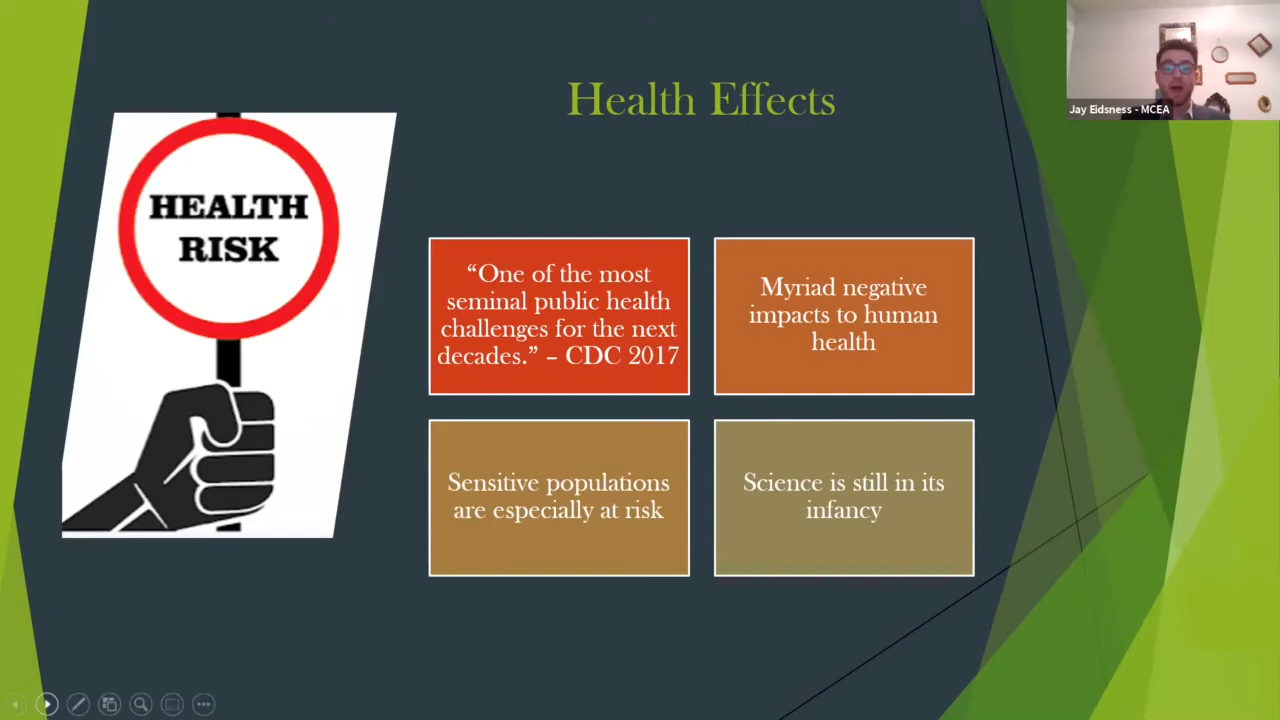 Health Effects
Jay Eidsness - MCEA
HEALTH
RISK
“One of the most
seminal public health
challenges for the next
decades.” – CDC 2017
Myriad negative
impacts to human
health
Sensitive populations
are especially at risk
Science is still in its
infancy